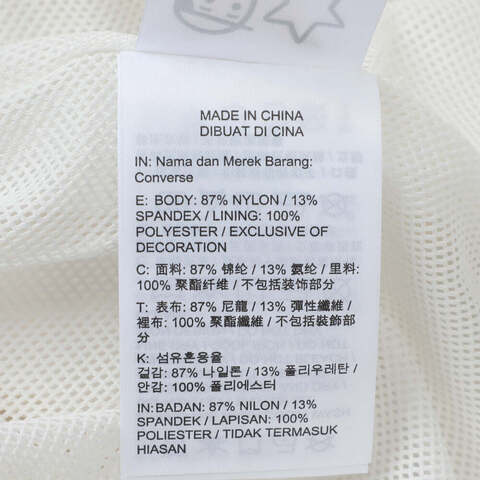 MADE IN CHINA
DIBUAT DI CINA
IN: Nama dan Merek Barang:
Converse
E: BODY: 87% NYLON / 13%
SPANDEX / LINING: 100%
POLYESTER / EXCLUSIVE OF
DECORATION
C: 面料: 87% 锦纶 / 13% 氨纶 / 里料:
100% 聚酯纤维 / 不包括装饰部分
T: 表布: 87% 尼龍 / 13% 彈性纖維 /
裡布: 100% 聚酯纖維 / 不包括裝飾部
分
K: 섬유혼용율
겉감: 87% 나일론 / 13% 폴리우레탄 /
안감: 100% 폴리에스터
IN: BADAN: 87% NILON / 13%
SPANDEK / LAPISAN: 100%
POLIESTER / TIDAK TERMASUK
HIASAN